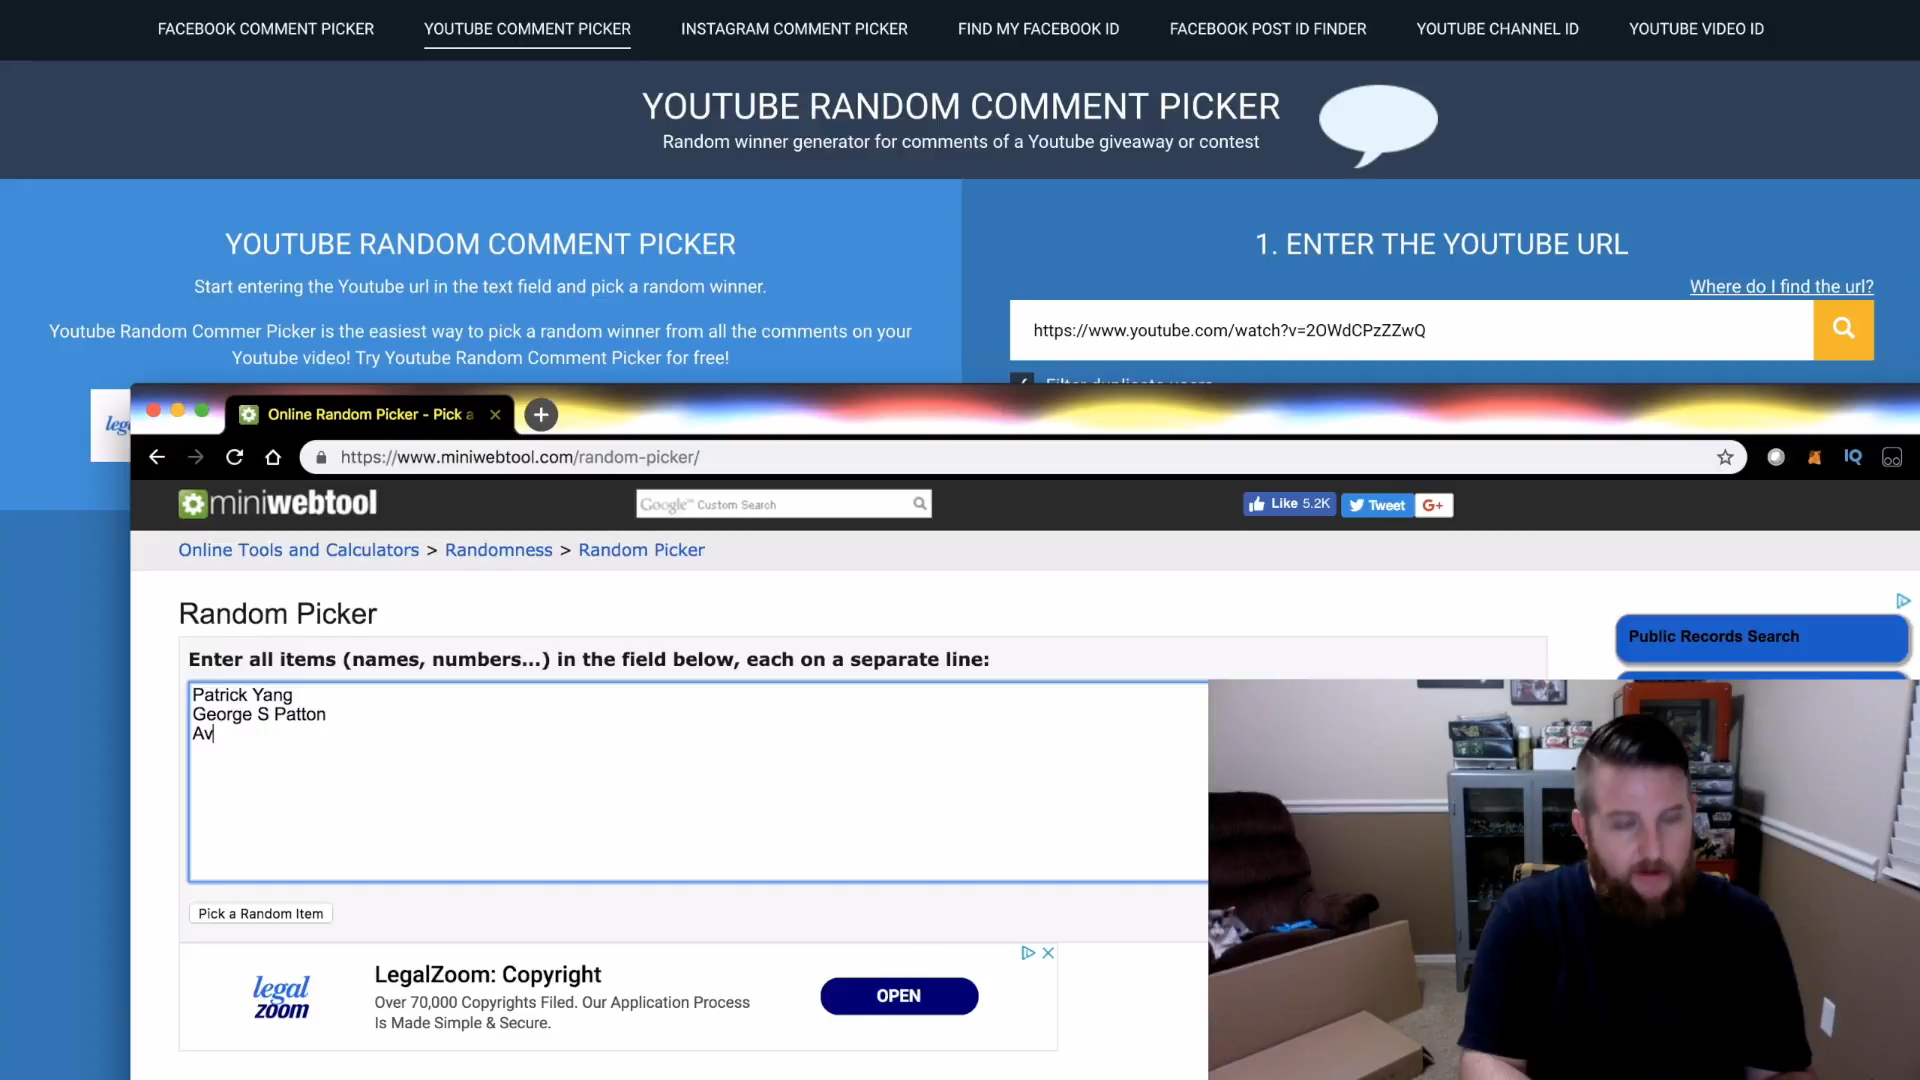 FACEBOOK COMMENT PICKER
YOUTUBE COMMENT PICKER
INSTAGRAM COMMENT PICKER
FIND MY FACEBOOK ID
FACEBOOK POST ID FINDER
YOUTUBE CHANNEL ID
YOUTUBE VIDEO ID
YOUTUBE RANDOM COMMENT PICKER
Random winner generator for comments of a Youtube giveaway or contest
YOUTUBE RANDOM COMMENT PICKER
Start entering the Youtube url in the text field and pick a random winner.
Youtube Random Commer Picker is the easiest way to pick a random winner from all the comments on your
Youtube video! Try Youtube Random Comment Picker for free!
1. ENTER THE YOUTUBE URL
Where do I find the url?
https://www.youtube.com/watch?v=2OWdCPzZZwQ
Filter duplicate users
Online Random Picker - Pick a
https://www.miniwebtool.com/random-picker/
IQ
miniwebtool
Google™ Custom Search
Like 5.2K
Tweet
G+
Online Tools and Calculators > Randomness > Random Picker
Random Picker
Public Records Search
Enter all items (names, numbers...) in the field below, each on a separate line:
Patrick Yang
George S Patton
Av
Pick a Random Item
legal
zoom
LegalZoom: Copyright
Over 70,000 Copyrights Filed. Our Application Process
Is Made Simple & Secure.
OPEN